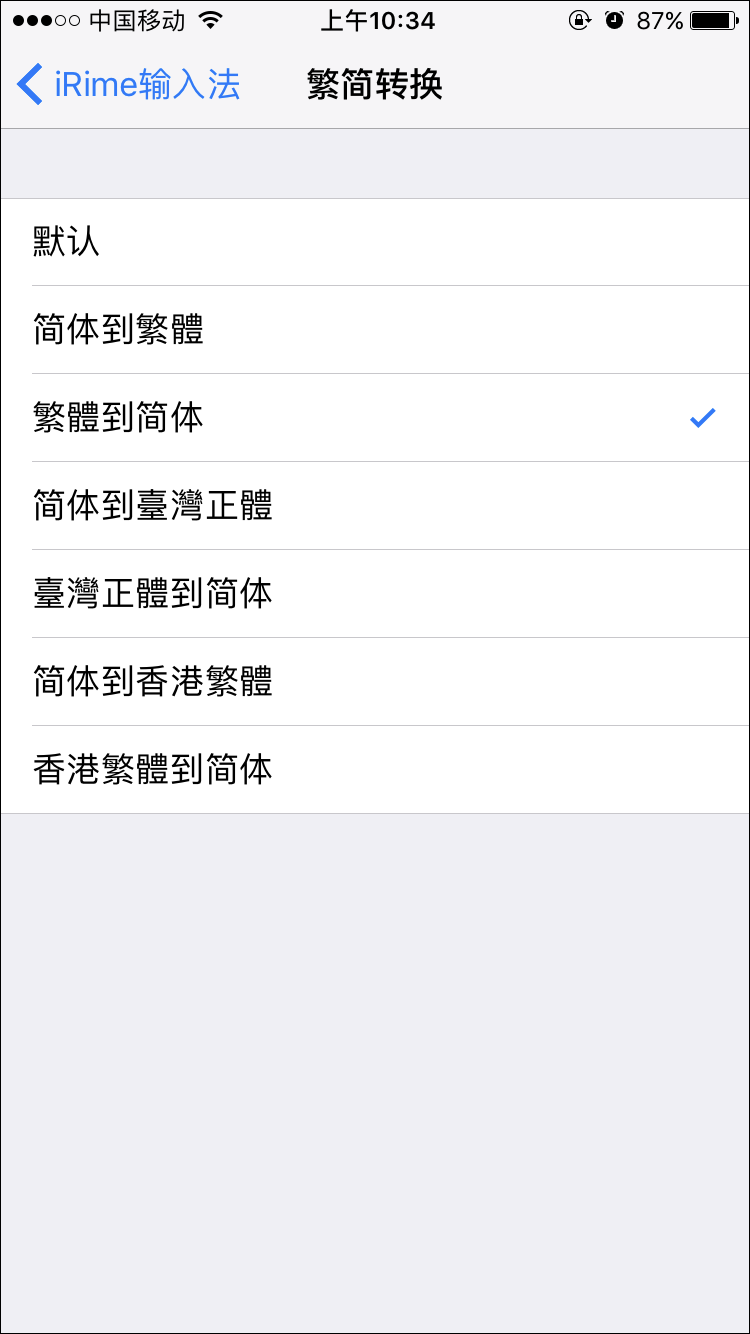 中国移动 上午10:34 87%
iRime输入法 繁简转换
默认
简体到繁體
繁體到简体
简体到臺灣正體
臺灣正體到简体
简体到香港繁體
香港繁體到简体